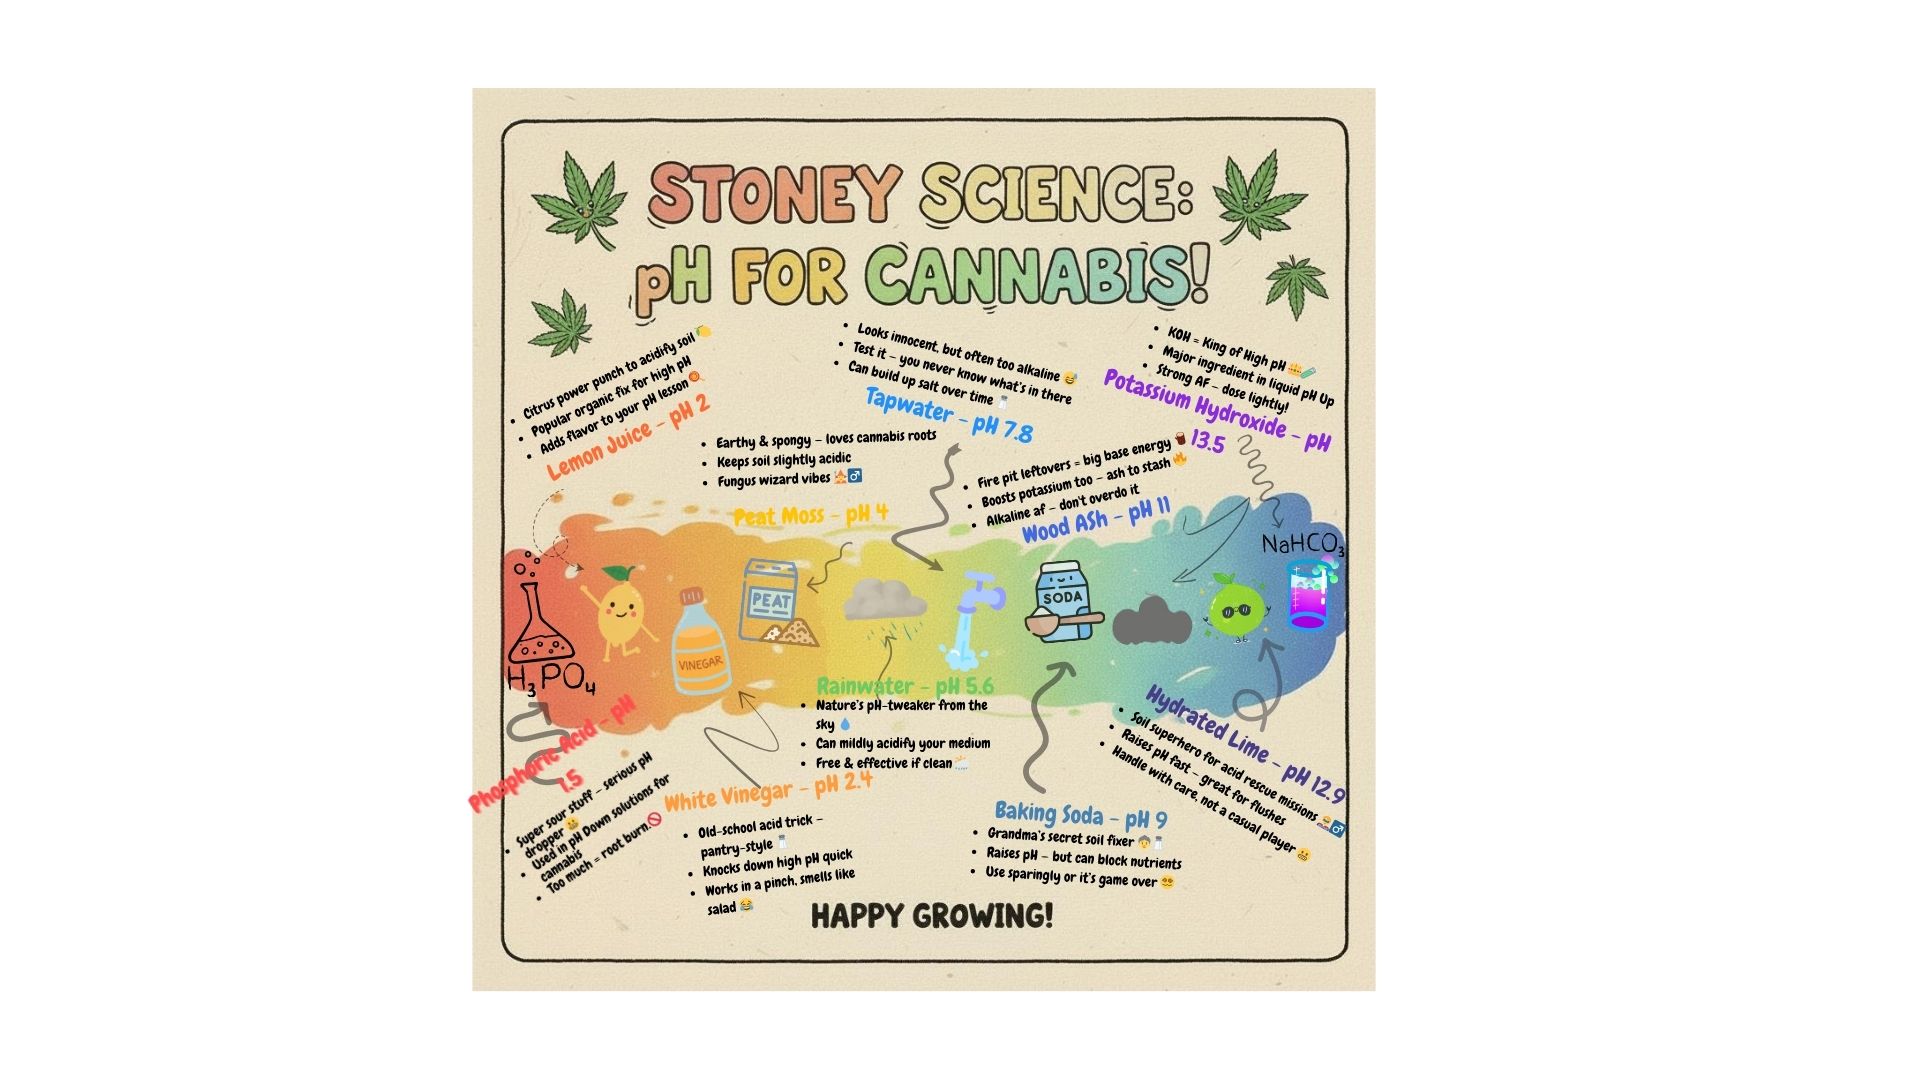 STONEY SCIENCE:
pH FOR CANNABIS!
• Citrus power punch to acidify soil 🍋
• Popular organic fix for high pH
• Adds flavor to your pH lesson
Lemon Juice - pH 2
• Looks innocent, but often too alkaline 😅
• Test it – you never know what's in there
• Can build up salt over time 🧂
Tapwater - pH 7.8
• KOH = King of High pH 👑🧪
• Major ingredient in liquid pH Up
• Strong AF – dose lightly!
Potassium Hydroxide - pH
13.5
• Earthy & spongy – loves cannabis roots
• Keeps soil slightly acidic
• Fungus wizard vibes 🧙♂
Peat Moss - pH 4
• Fire pit leftovers = big base energy 🪵
• Boosts potassium too – ash to stash 🔥
• Alkaline af – don't overdo it
Wood ASh - pH 11
NaHCO3
PEAT
SODA
VINEGAR
H3PO4
Phosphoric Acid - pH
1.5
• Super sour stuff – serious pH
dropper 😬
• Used in pH Down solutions for
cannabis
• Too much = root burn 🚫
Rainwater - pH 5.6
• Nature's pH-tweaker from the
sky 💧
• Can mildly acidify your medium
• Free & effective if clean 🌧
White Vinegar - pH 2.4
• Old-school acid trick –
pantry-style 🧂
• Knocks down high pH quick
• Works in a pinch, smells like
salad 😂
Baking Soda - pH 9
• Grandma's secret soil fixer 🧓🧂
• Raises pH – but can block nutrients
• Use sparingly or it's game over 😵
Hydrated Lime - pH 12.9
• Soil superhero for acid rescue missions 🦸♂
• Raises pH fast – great for flushes
• Handle with care, not a casual player 😬
HAPPY GROWING!